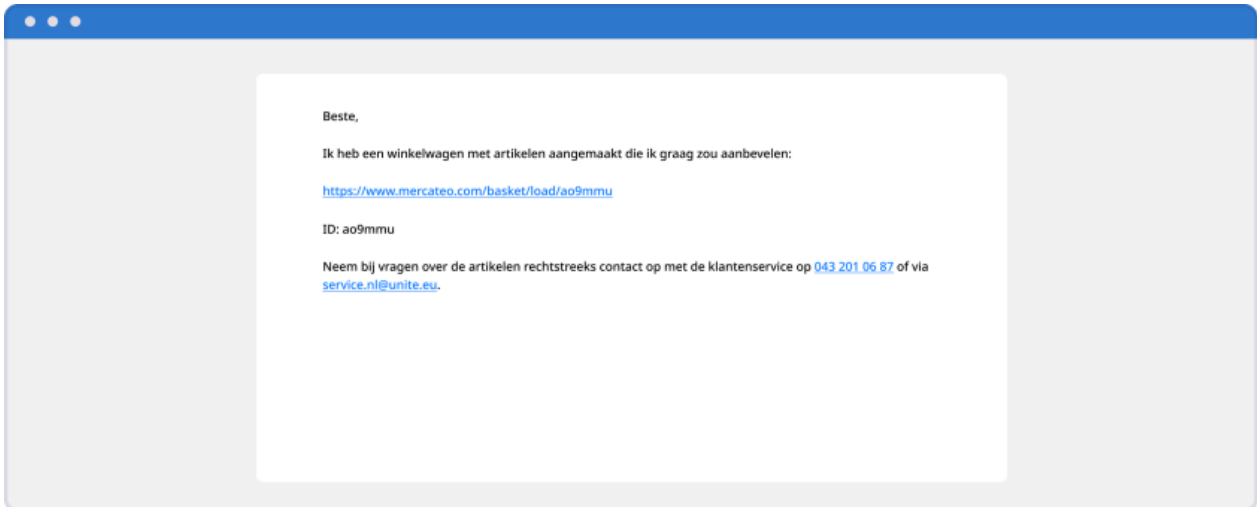 Beste,
Ik heb een winkelwagen met artikelen aangemaakt die ik graag zou aanbevelen:
https://www.mercateo.com/basket/load/ao9mmu
ID: ao9mmu
Neem bij vragen over de artikelen rechtstreeks contact op met de klantenservice op 043 201 06 87 of via
service.nl@unite.eu.